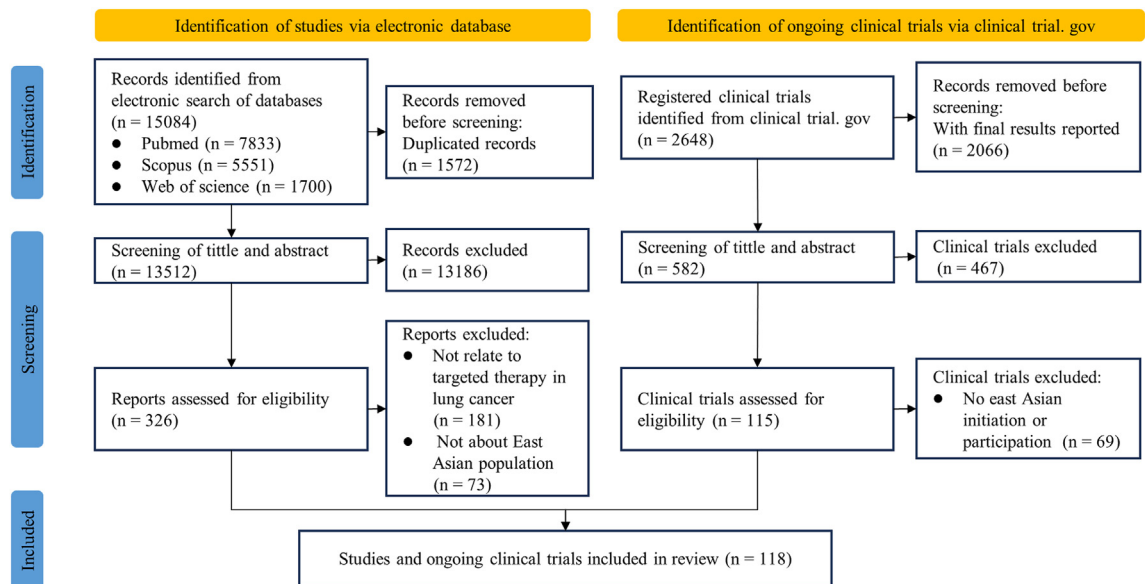 Identification of studies via electronic database
Identification of ongoing clinical trials via clinical trial. gov
Identification
Records identified from
electronic search of databases
(n = 15084)
● Pubmed (n = 7833)
● Scopus (n = 5551)
● Web of science (n = 1700)
Records removed
before screening:
Duplicated records
(n = 1572)
Registered clinical trials
identified from clinical trial. gov
(n = 2648)
Records removed before
screening:
With final results reported
(n = 2066)
Screening
Screening of tittle and abstract
(n = 13512)
Records excluded
(n = 13186)
Screening of tittle and abstract
(n = 582)
Clinical trials excluded
(n = 467)
Reports assessed for eligibility
(n = 326)
Reports excluded:
● Not relate to
targeted therapy in
lung cancer
(n = 181)
● Not about East
Asian population
(n = 73)
Clinical trials assessed for
eligibility (n = 115)
Clinical trials excluded:
● No east Asian
initiation or
participation (n = 69)
Included
Studies and ongoing clinical trials included in review (n = 118)